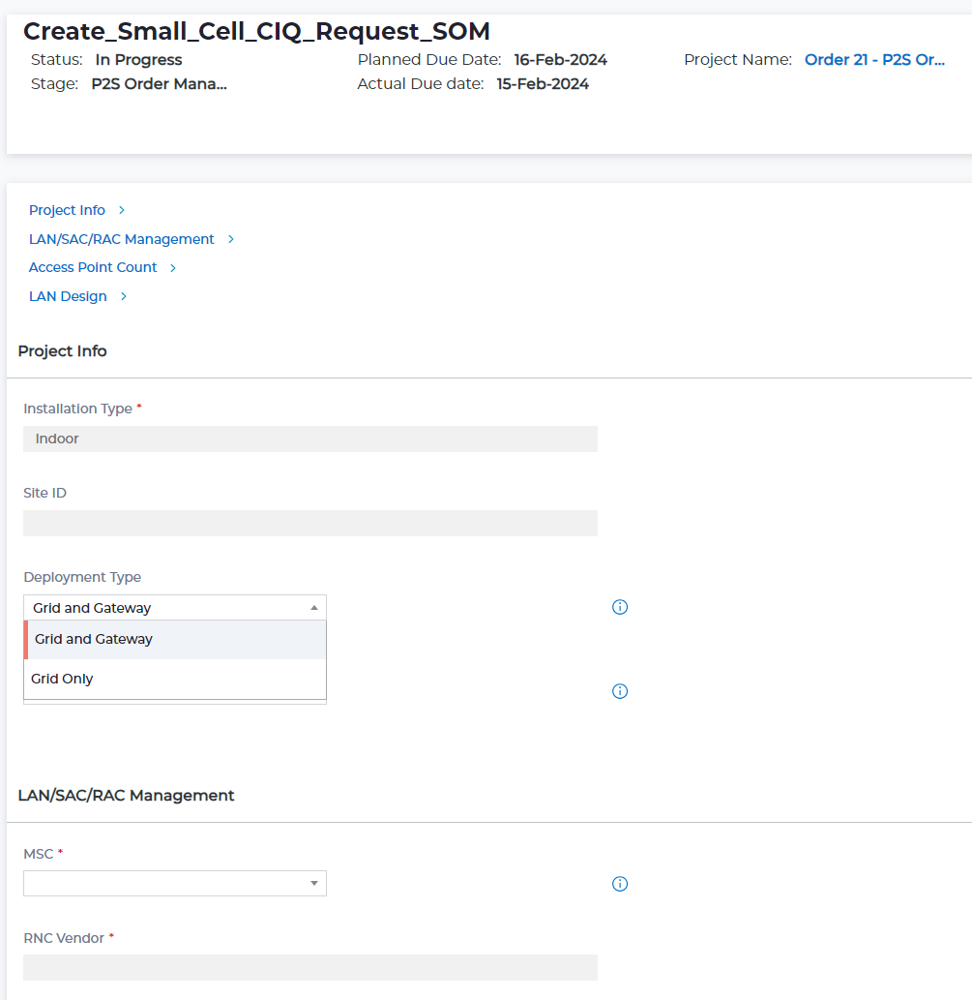 Create_Small_Cell_CIQ_Request_SOM
Status: In Progress Planned Due Date: 16-Feb-2024 Project Name: Order 21 - P2S Or...
Stage: P2S Order Mana... Actual Due date: 15-Feb-2024
Project Info
LAN/SAC/RAC Management
Access Point Count
LAN Design
Project Info
Installation Type *
Indoor
Site ID
Deployment Type
Grid and Gateway
Grid and Gateway
Grid Only
LAN/SAC/RAC Management
MSC *
RNC Vendor *